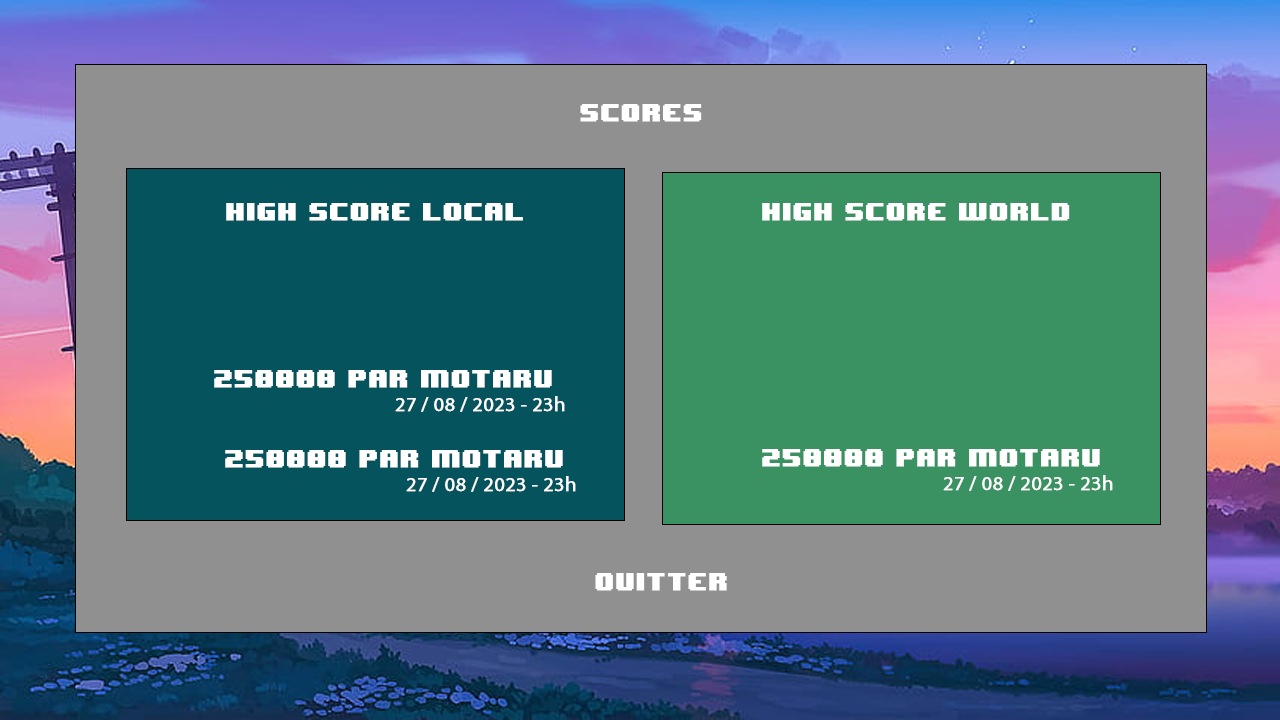 SCORES
HIGH SCORE LOCAL
250000 PAR MOTARU
27 / 08 / 2023 - 23h
250000 PAR MOTARU
27 / 08 / 2023 - 23h
HIGH SCORE WORLD
250000 PAR MOTARU
27 / 08 / 2023 - 23h
QUITTER